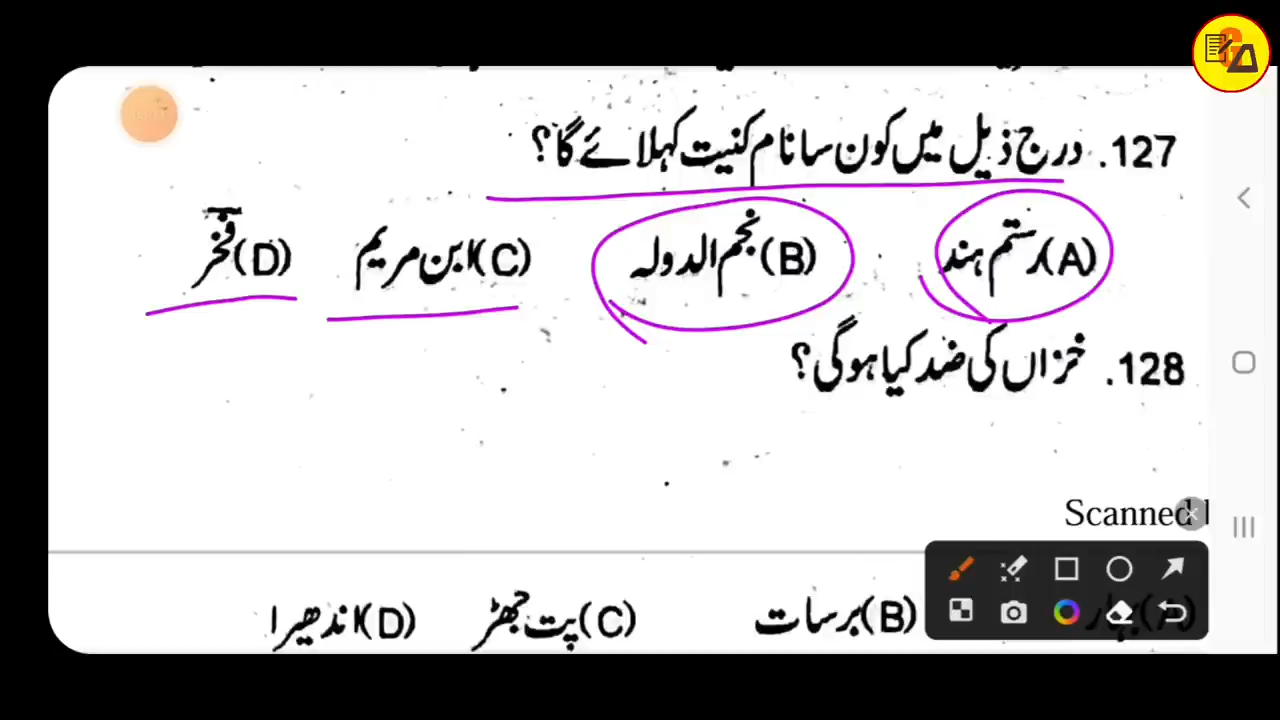 127. درج ذیل میں کون سا نام کنیت کہلائے گا؟
(A) رستم ہند (B) نجم الدولہ (C) ابن مریم (D) فخر
128. خزاں کی ضد کیا ہوگی؟
Scanned
(A) بہار (B) برسات (C) پت جھڑ (D) اندھیرا